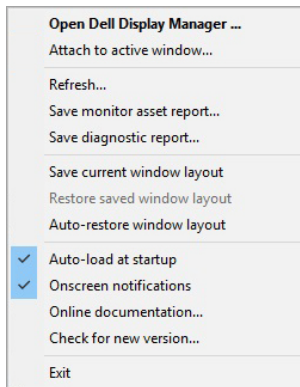 Open Dell Display Manager ...
Attach to active window...
Refresh...
Save monitor asset report...
Save diagnostic report...
Save current window layout
Restore saved window layout
Auto-restore window layout
Auto-load at startup
Onscreen notifications
Online documentation...
Check for new version...
Exit